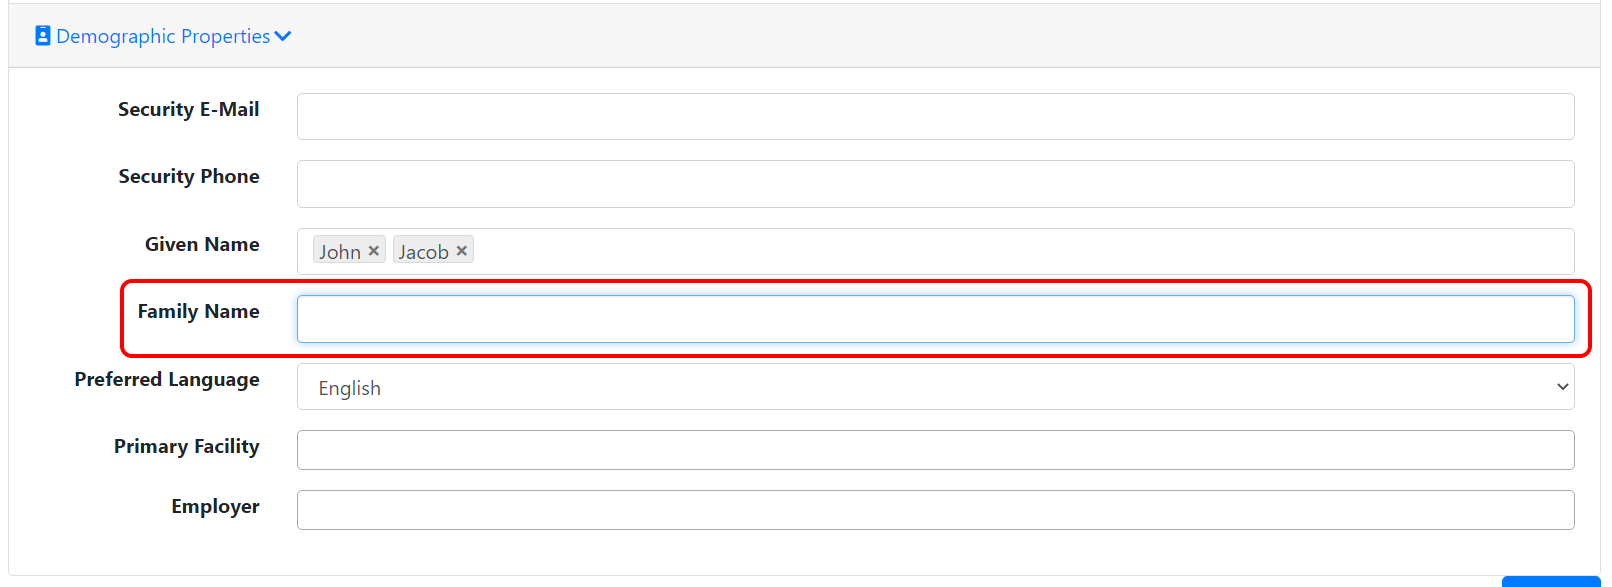 Demographic Properties
Security E-Mail
Security Phone
Given Name John × Jacob ×
Family Name
Preferred Language English
Primary Facility
Employer